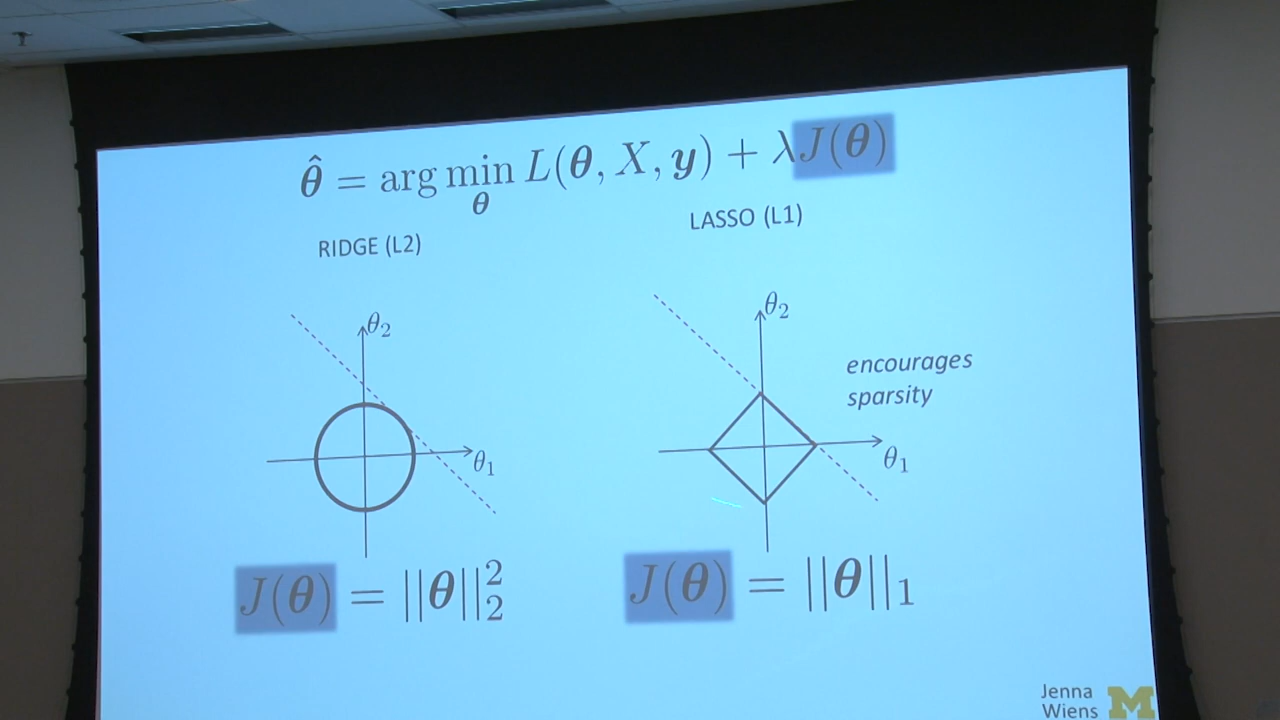 θ̂ = arg min_θ L(θ, X, y) + λJ(θ)
RIDGE (L2)
LASSO (L1)
θ₂
θ₁
θ₂
θ₁
encourages
sparsity
J(θ) = ||θ||₂²
J(θ) = ||θ||₁
Jenna
Wiens
M